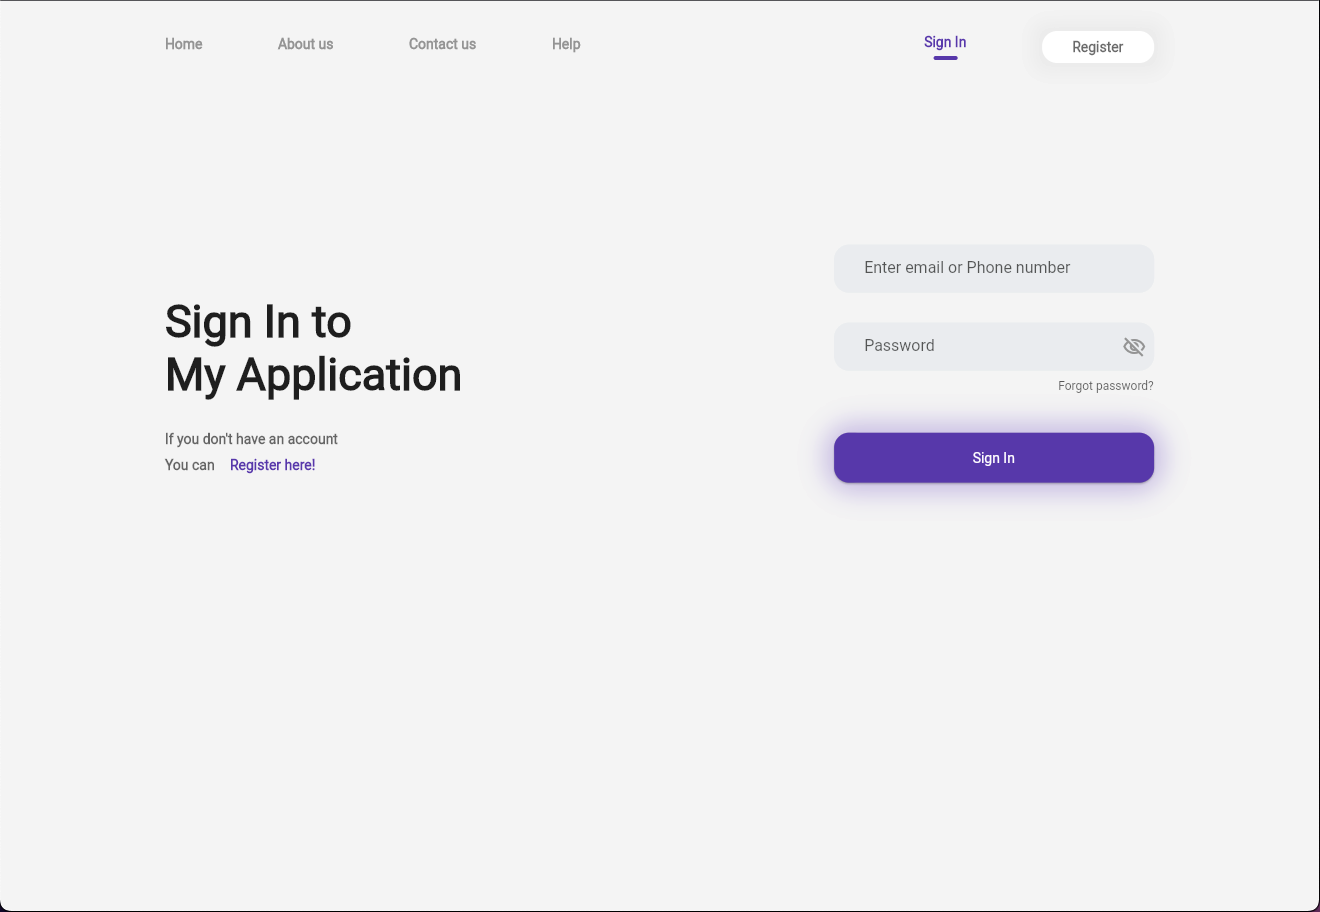 Home
About us
Contact us
Help
Sign In
Register
Sign In to
My Application
If you don't have an account
You can Register here!
Enter email or Phone number
Password
Forgot password?
Sign In